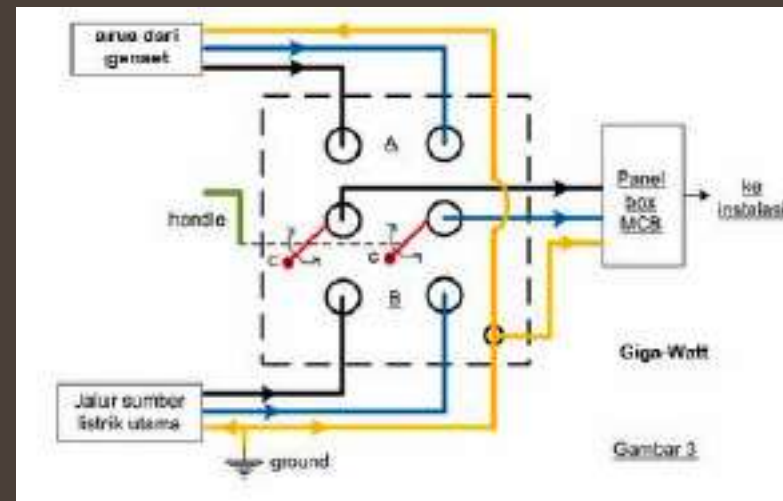 arus dari
genset
A
handle
C
C
B
Panel
box
MCB
ke
instalasi
Giga-Watt
Jalur sumber
listrik utama
ground
Gambar 3